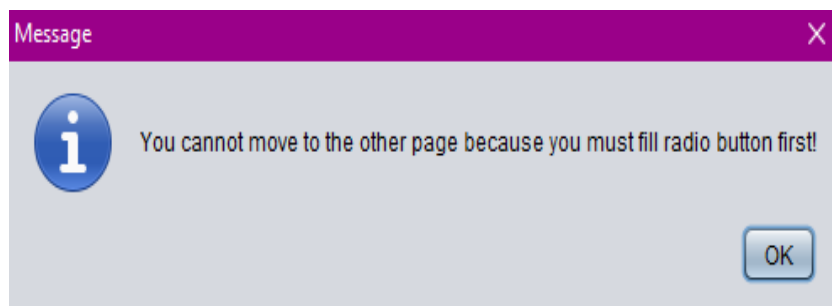 Message
You cannot move to the other page because you must fill radio button first!
OK